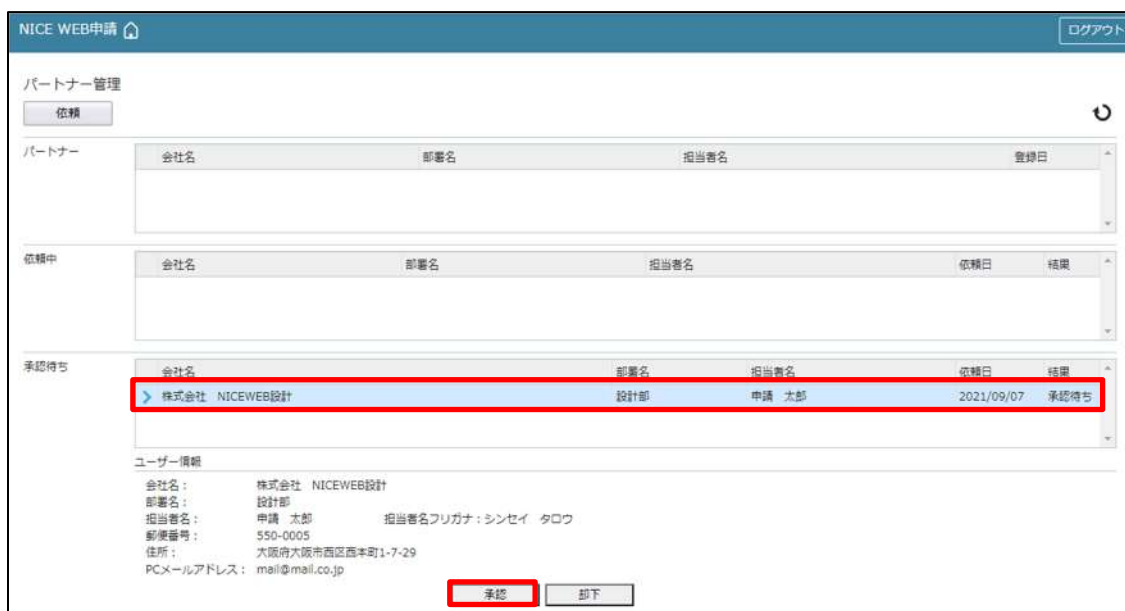 NICE WEB申請 ログアウト
パートナー管理
依頼
パートナー 会社名 部署名 担当者名 登録日
依頼中 会社名 部署名 担当者名 依頼日 結果
承認待ち 会社名 部署名 担当者名 依頼日 結果
株式会社 NICEWEB設計 設計部 申請 太郎 2021/09/07 承認待ち
ユーザー情報
会社名： 株式会社 NICEWEB設計
部署名： 設計部
担当者名： 申請 太郎 担当者名フリガナ：シンセイ タロウ
郵便番号： 550-0005
住所： 大阪府大阪市西区西本町1-7-29
PCメールアドレス： mail@mail.co.jp
承認 却下